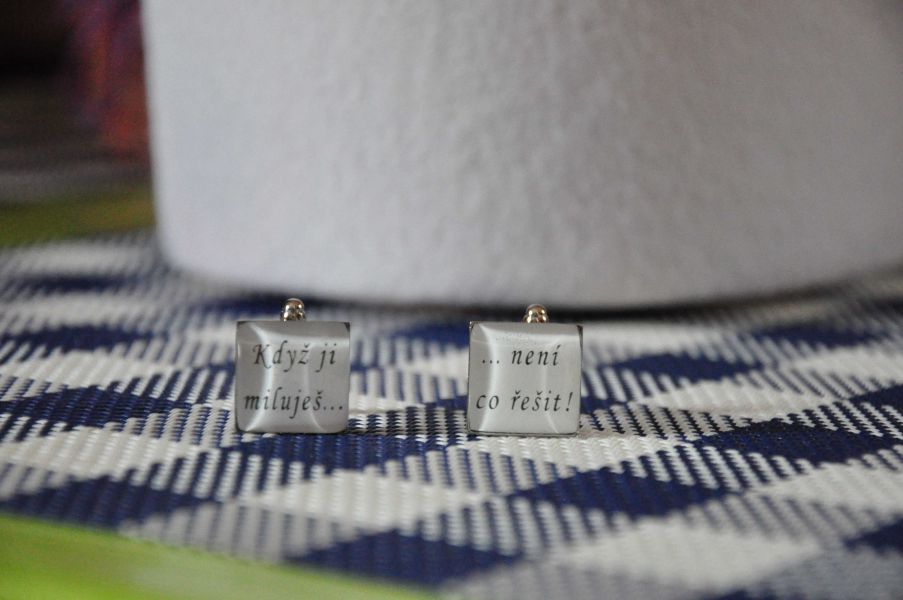 Když ji
miluješ...
... není
co řešit!